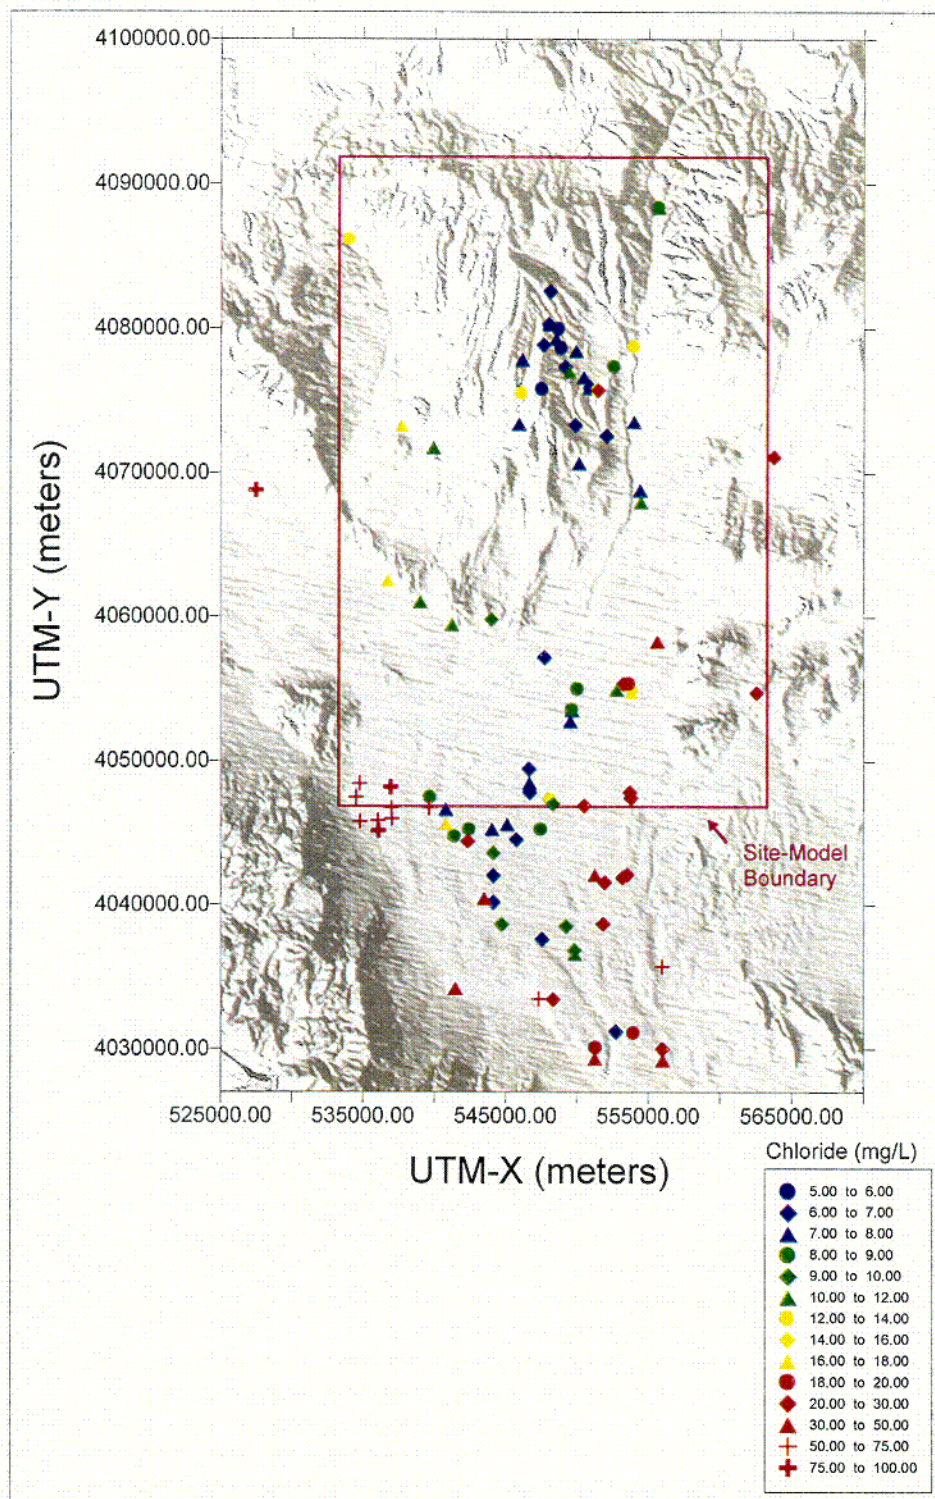 4100000.00
4090000.00
4080000.00
4070000.00
4060000.00
4050000.00
4040000.00
4030000.00
UTM-Y (meters)
Site-Model
Boundary
525000.00 535000.00 545000.00 555000.00 565000.00
UTM-X (meters)
Chloride (mg/L)
5.00 to 6.00
6.00 to 7.00
7.00 to 8.00
8.00 to 9.00
9.00 to 10.00
10.00 to 12.00
12.00 to 14.00
14.00 to 16.00
16.00 to 18.00
18.00 to 20.00
20.00 to 30.00
30.00 to 50.00
50.00 to 75.00
75.00 to 100.00